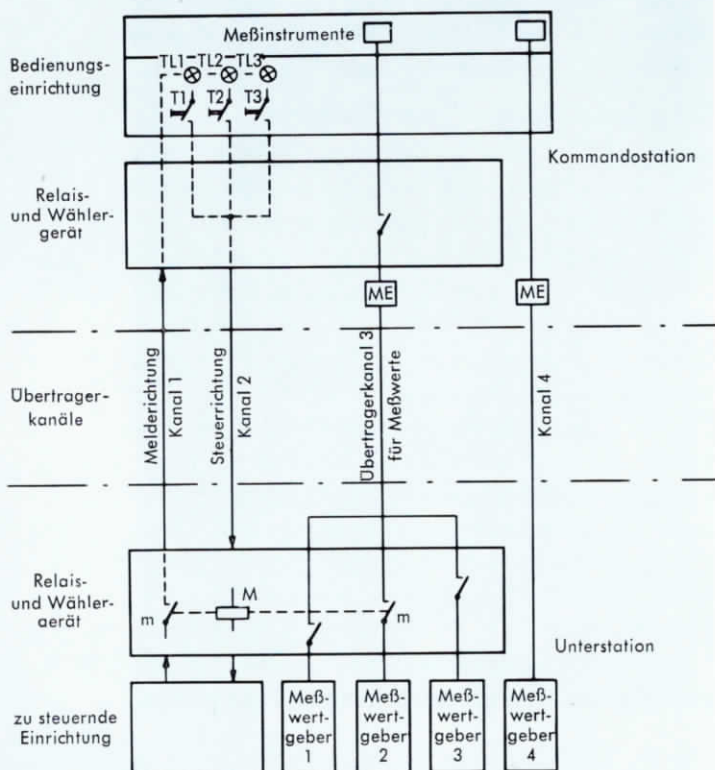 Meßinstrumente
Bedienungs-
einrichtung
TL1 TL2 TL3
T1 T2 T3
Kommandostation
Relais-
und Wähler-
gerät
ME
ME
Übertrager-
kanäle
Melderichtung
Kanal 1
Steuerrichtung
Kanal 2
Übertragerkanal 3
für Meßwerte
Kanal 4
Relais-
und Wähler-
gerät
m
M
m
Unterstation
zu steuernde
Einrichtung
Meß-
wert-
geber
1
Meß-
wert-
geber
2
Meß-
wert-
geber
3
Meß-
wert-
geber
4